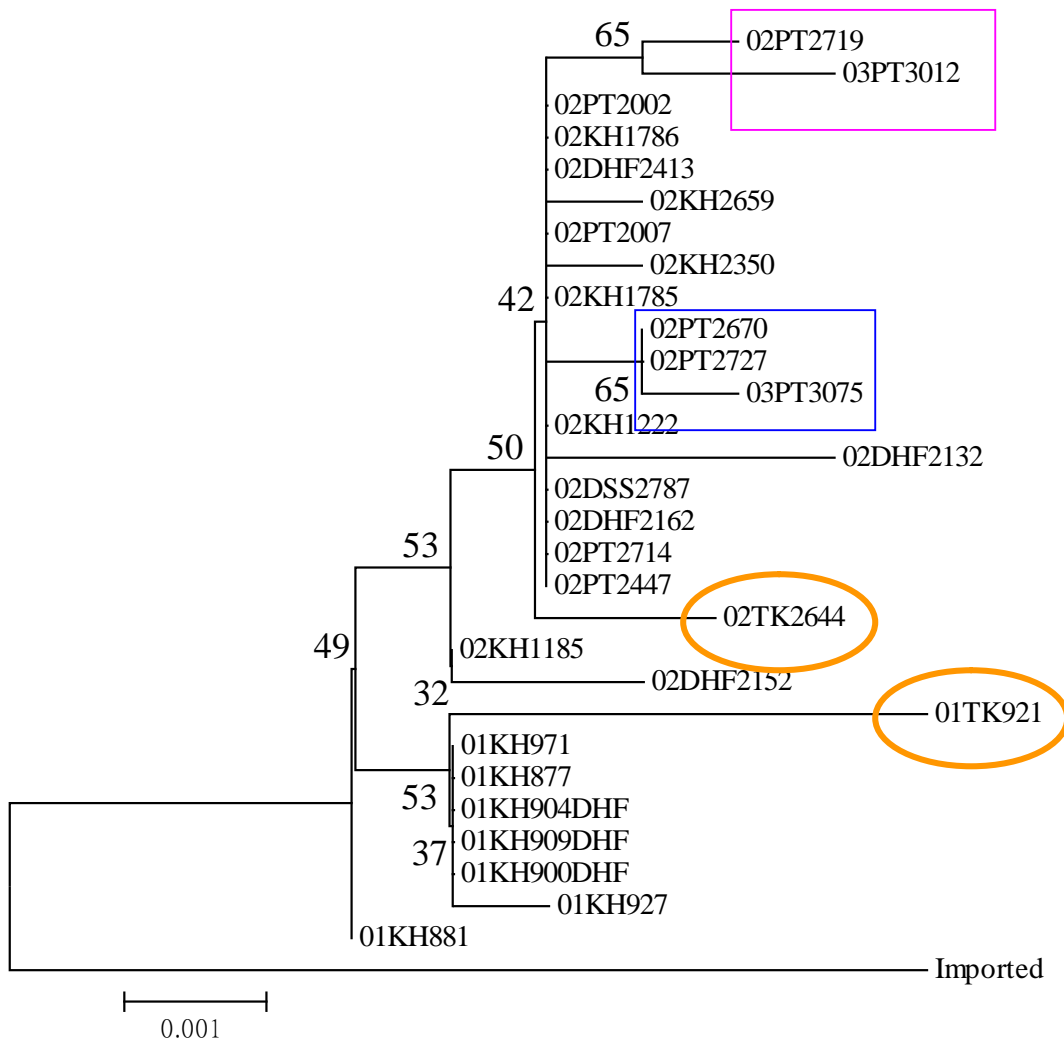 65
02PT2719
03PT3012
02PT2002
02KH1786
02DHF2413
02KH2659
02PT2007
02KH2350
42
02KH1785
02PT2670
02PT2727
65
03PT3075
02KH1222
50
02DHF2132
02DSS2787
02DHF2162
53
02PT2714
02PT2447
02TK2644
49
02KH1185
32
02DHF2152
01TK921
01KH971
01KH877
53
01KH904DHF
01KH909DHF
37
01KH900DHF
01KH927
01KH881
Imported
0.001